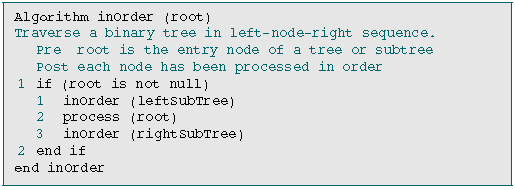 Algorithm inOrder (root)
Traverse a binary tree in left-node-right sequence.
Pre root is the entry node of a tree or subtree
Post each node has been processed in order
1 if (root is not null)
1 inOrder (leftSubTree)
2 process (root)
3 inOrder (rightSubTree)
2 end if
end inOrder